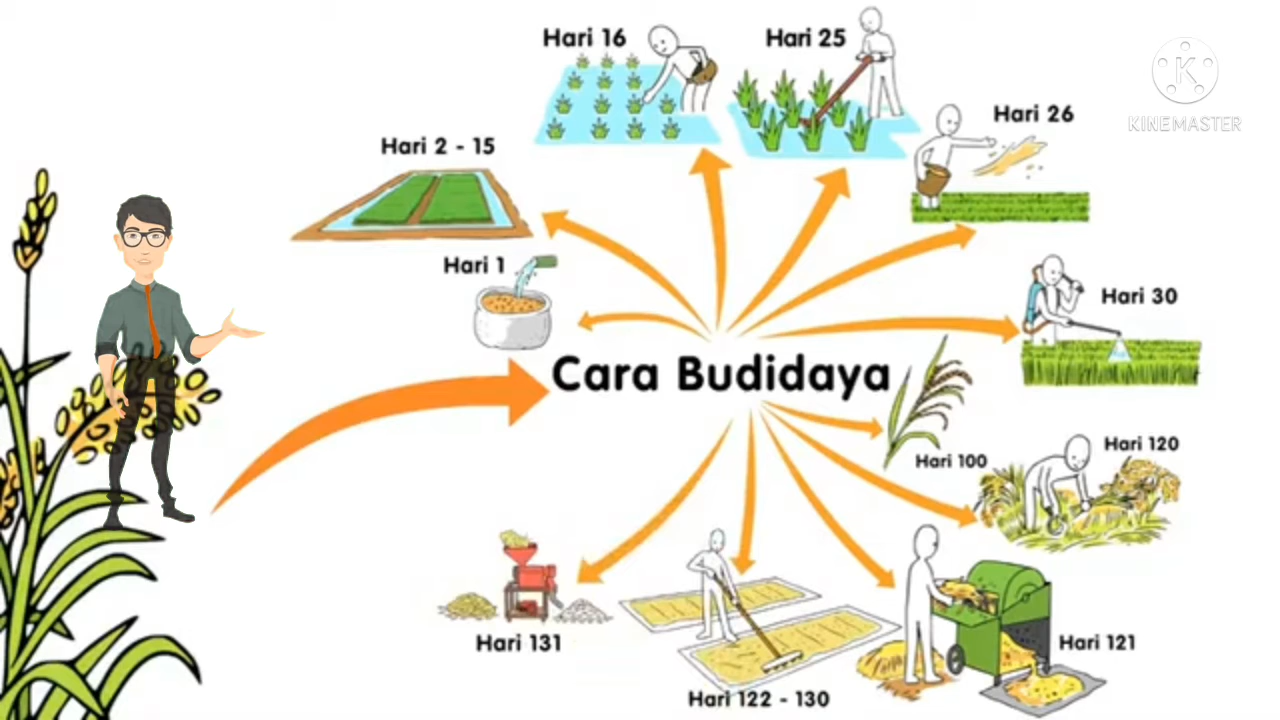 Hari 16
Hari 25
KINEMASTER
Hari 26
Hari 2 - 15
Hari 1
Hari 30
Cara Budidaya
Hari 100
Hari 120
Hari 131
Hari 121
Hari 122 - 130